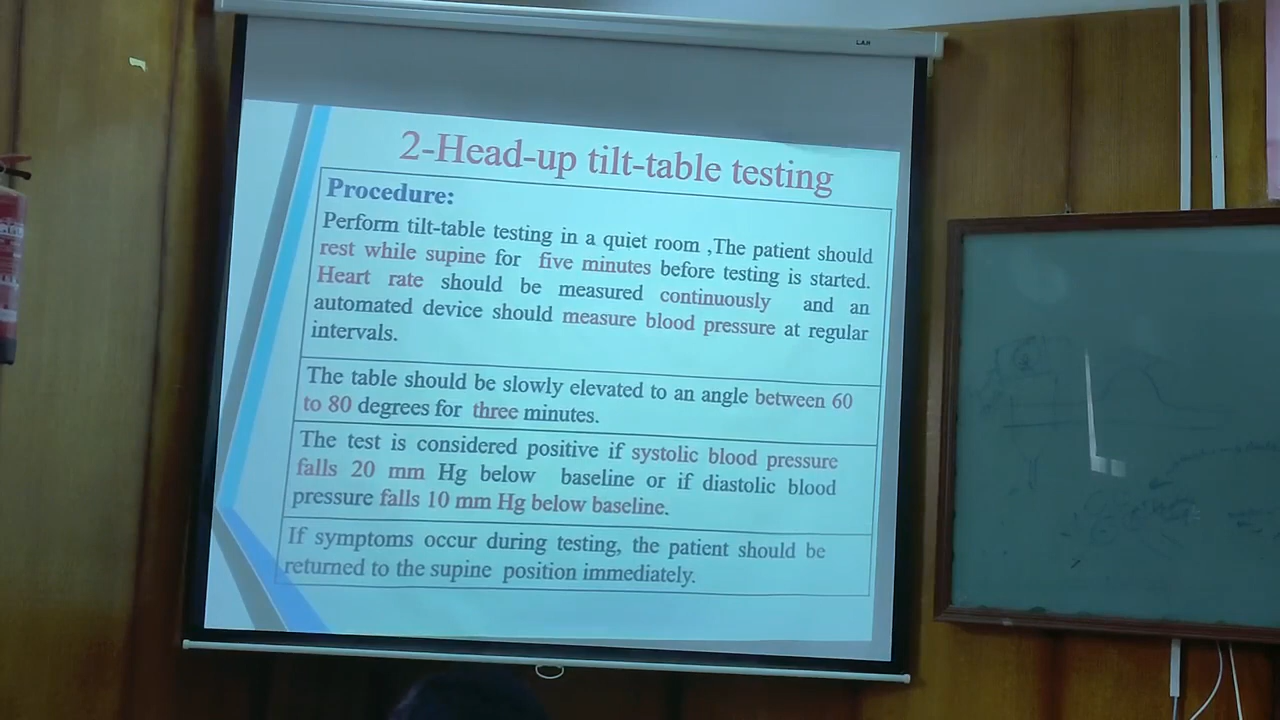 LAM
2-Head-up tilt-table testing
Procedure:
Perform tilt-table testing in a quiet room ,The patient should
rest while supine for five minutes before testing is started.
Heart rate should be measured continuously and an
automated device should measure blood pressure at regular
intervals.
The table should be slowly elevated to an angle between 60
to 80 degrees for three minutes.
The test is considered positive if systolic blood pressure
falls 20 mm Hg below baseline or if diastolic blood
pressure falls 10 mm Hg below baseline.
If symptoms occur during testing, the patient should be
returned to the supine position immediately.